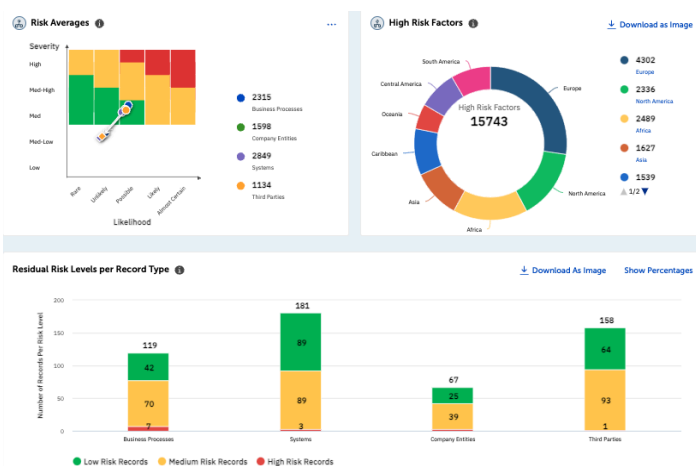 Risk Averages
...
Severity
High
Med-High
Med
Med-Low
Low
Rare
Unlikely
Possible
Likely
Almost Certain
Likelihood
2315
Business Processes
1598
Company Entities
2849
Systems
1134
Third Parties
High Risk Factors
Download as Image
South America
Central America
Oceania
Caribbean
Asia
Africa
North America
Europe
High Risk Factors
15743
4302
Europe
2336
North America
2489
Africa
1627
Asia
1539
1/2
Residual Risk Levels per Record Type
Download As Image
Show Percentages
Number of Records Per Risk Level
200
150
100
50
0
119
42
70
7
181
89
89
3
67
25
39
158
64
93
1
Business Processes
Systems
Company Entities
Third Parties
Low Risk Records
Medium Risk Records
High Risk Records